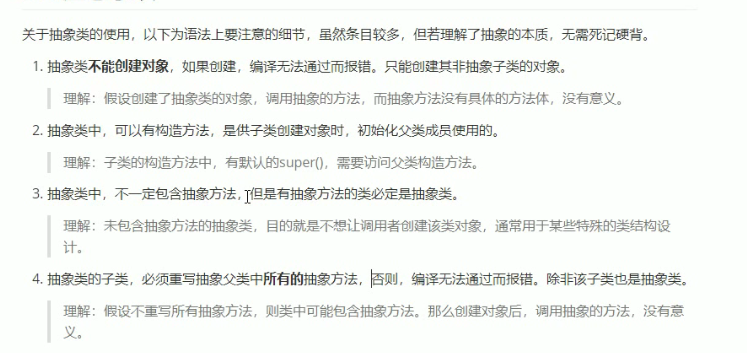 关于抽象类的使用，以下为语法上要注意的细节，虽然条目较多，但若理解了抽象的本质，无需死记硬背。
1. 抽象类不能创建对象，如果创建，编译无法通过而报错。只能创建其非抽象子类的对象。
理解：假设创建了抽象类的对象，调用抽象的方法，而抽象方法没有具体的方法体，没有意义。
2. 抽象类中，可以有构造方法，是供子类创建对象时，初始化父类成员使用的。
理解：子类的构造方法中，有默认的super()，需要访问父类构造方法。
3. 抽象类中，不一定包含抽象方法，但是有抽象方法的类必定是抽象类。
理解：未包含抽象方法的抽象类，目的就是不想让调用者创建该类对象，通常用于某些特殊的类结构设
计。
4. 抽象类的子类，必须重写抽象父类中所有的抽象方法，否则，编译无法通过而报错。除非该子类也是抽象类。
理解：假设不重写所有抽象方法，则类中可能包含抽象方法。那么创建对象后，调用抽象的方法，没有意
义。